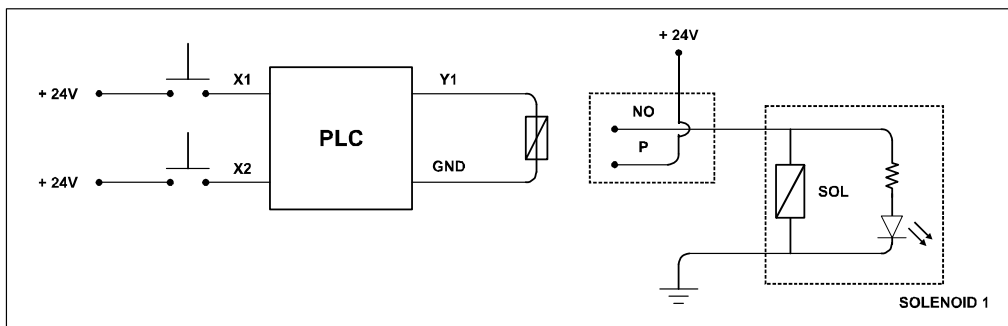 + 24V
X1
Y1
+ 24V
NO
PLC
P
X2
GND
+ 24V
SOL
SOLENOID 1